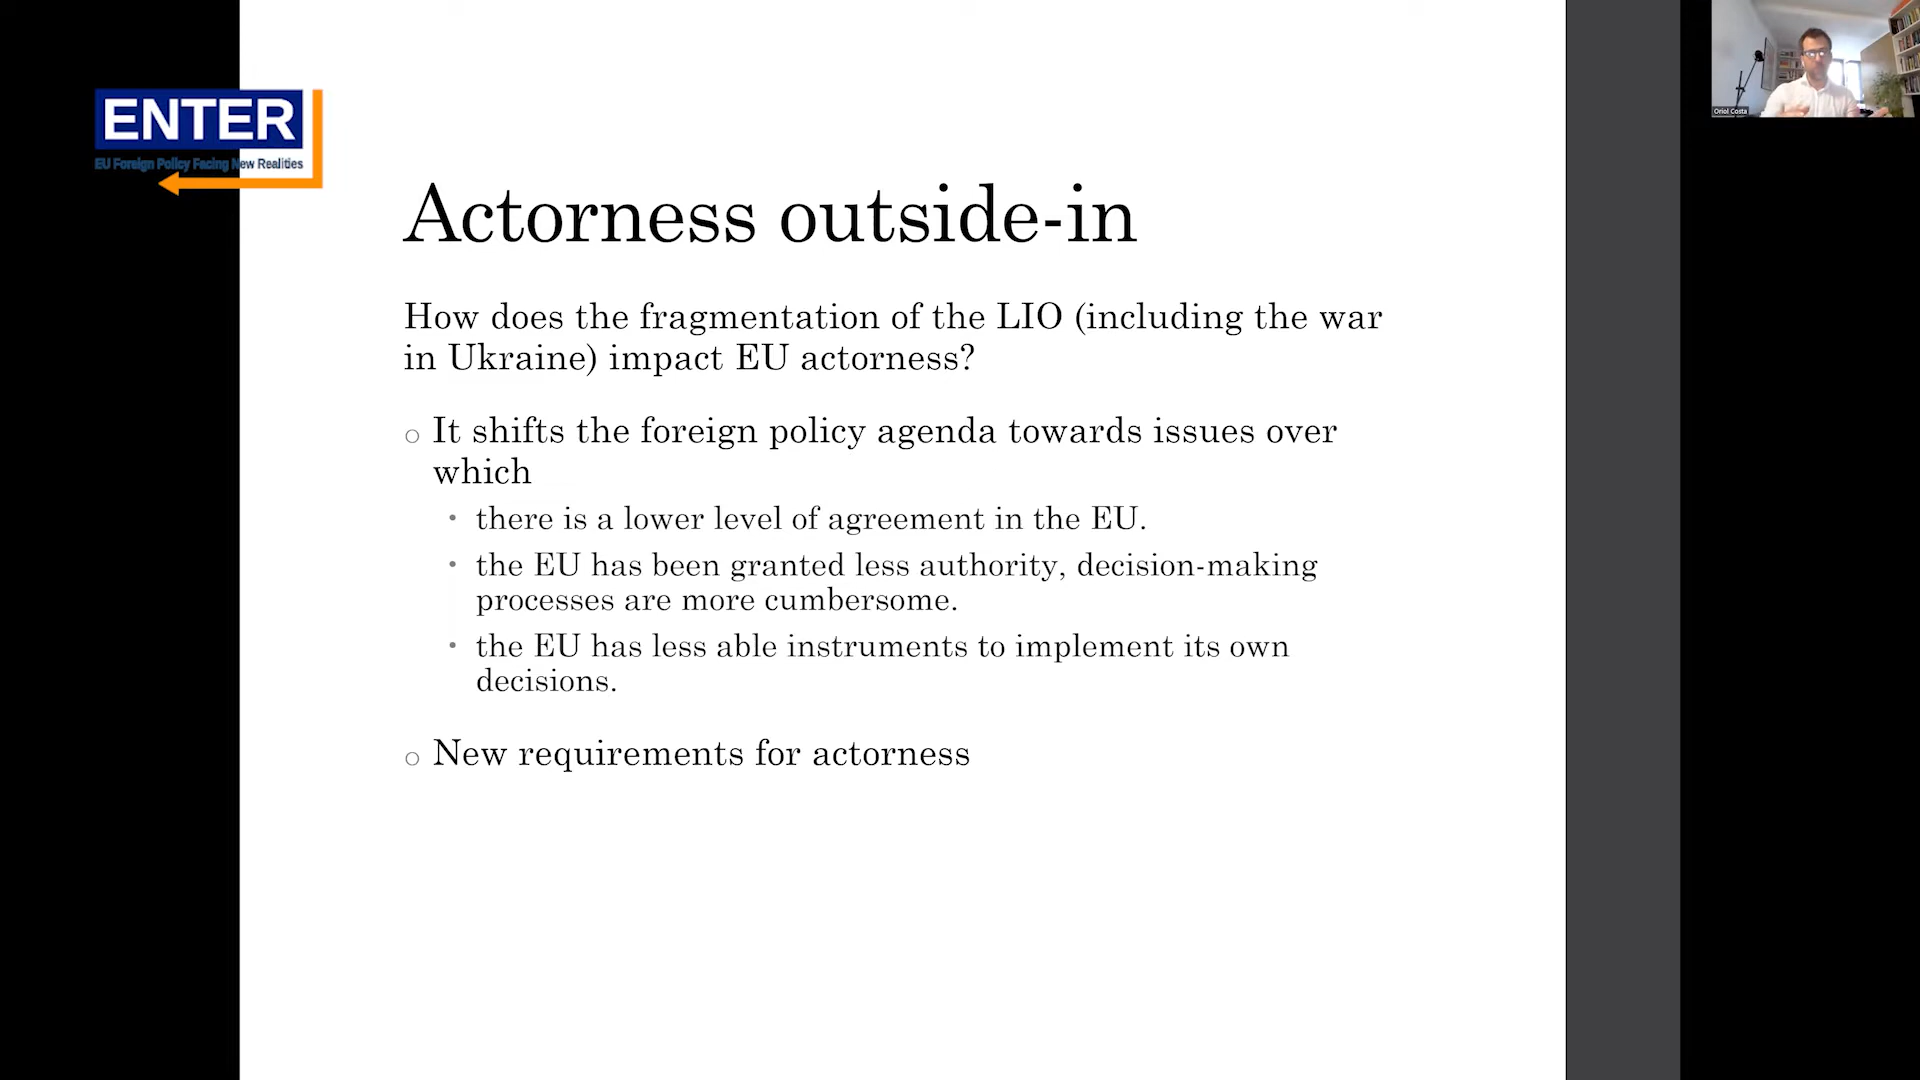 ENTER
EU Foreign Policy Facing New Realities
Oriol Costa
Actorness outside-in
How does the fragmentation of the LIO (including the war
in Ukraine) impact EU actorness?
○ It shifts the foreign policy agenda towards issues over
which
• there is a lower level of agreement in the EU.
• the EU has been granted less authority, decision-making
processes are more cumbersome.
• the EU has less able instruments to implement its own
decisions.
○ New requirements for actorness